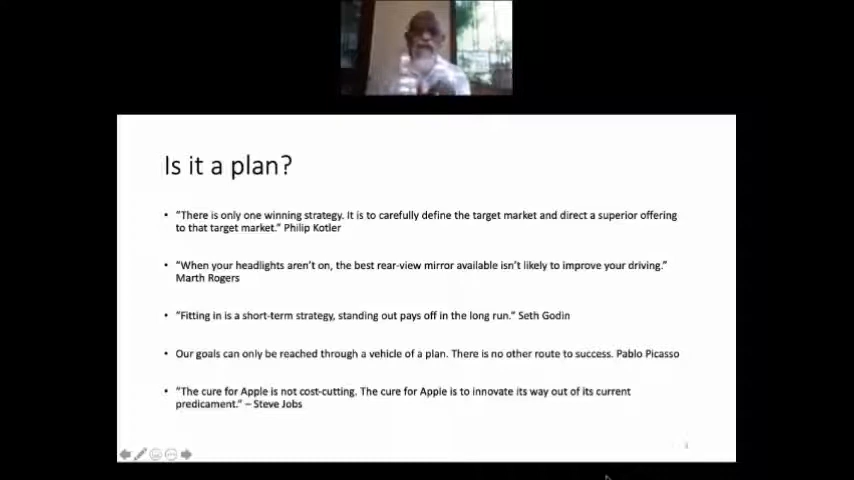 Is it a plan?
• "There is only one winning strategy. It is to carefully define the target market and direct a superior offering
to that target market." Philip Kotler
• "When your headlights aren't on, the best rear-view mirror available isn't likely to improve your driving."
Marth Rogers
• "Fitting in is a short-term strategy, standing out pays off in the long run." Seth Godin
• Our goals can only be reached through a vehicle of a plan. There is no other route to success. Pablo Picasso
• "The cure for Apple is not cost-cutting. The cure for Apple is to innovate its way out of its current
predicament." – Steve Jobs